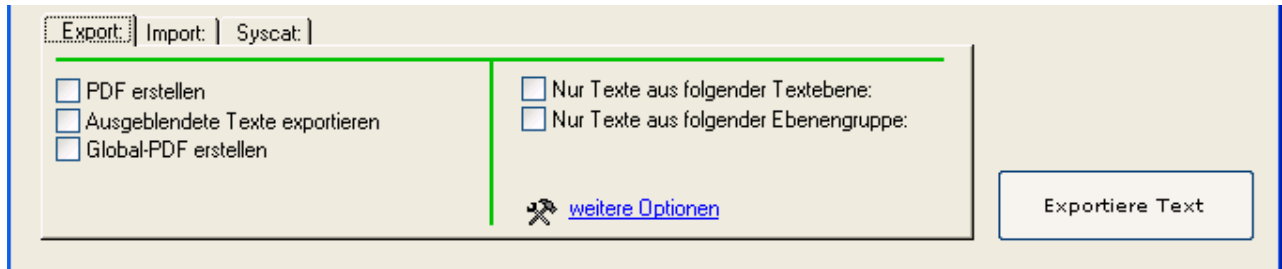 Export: Import: Syscat:
PDF erstellen
Ausgeblendete Texte exportieren
Global-PDF erstellen
Nur Texte aus folgender Textebene:
Nur Texte aus folgender Ebenengruppe:
weitere Optionen
Exportiere Text